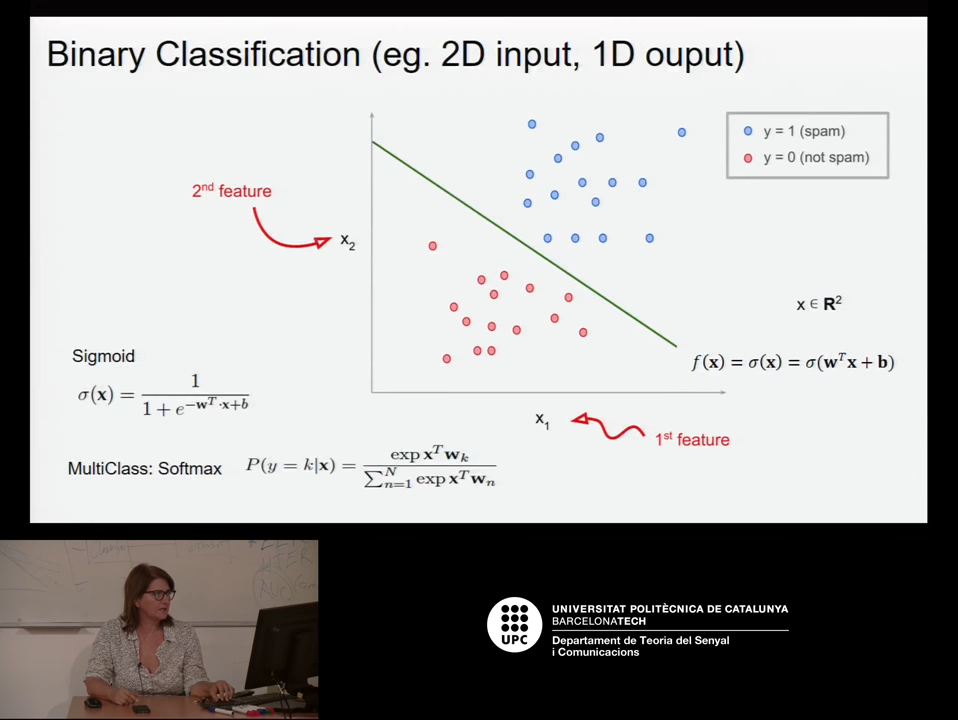 Binary Classification (eg. 2D input, 1D ouput)
y = 1 (spam)
y = 0 (not spam)
2nd feature
x2
x ∈ R²
f(x) = σ(x) = σ(wᵀx + b)
Sigmoid
σ(x) = 1 / (1 + e^(−wᵀ·x+b))
x1
1st feature
MultiClass: Softmax P(y = k|x) = exp xᵀwₖ / ∑ₙ₌₁ᴺ exp xᵀwₙ
UPC
UNIVERSITAT POLITÈCNICA DE CATALUNYA
BARCELONATECH
Departament de Teoria del Senyal
i Comunicacions